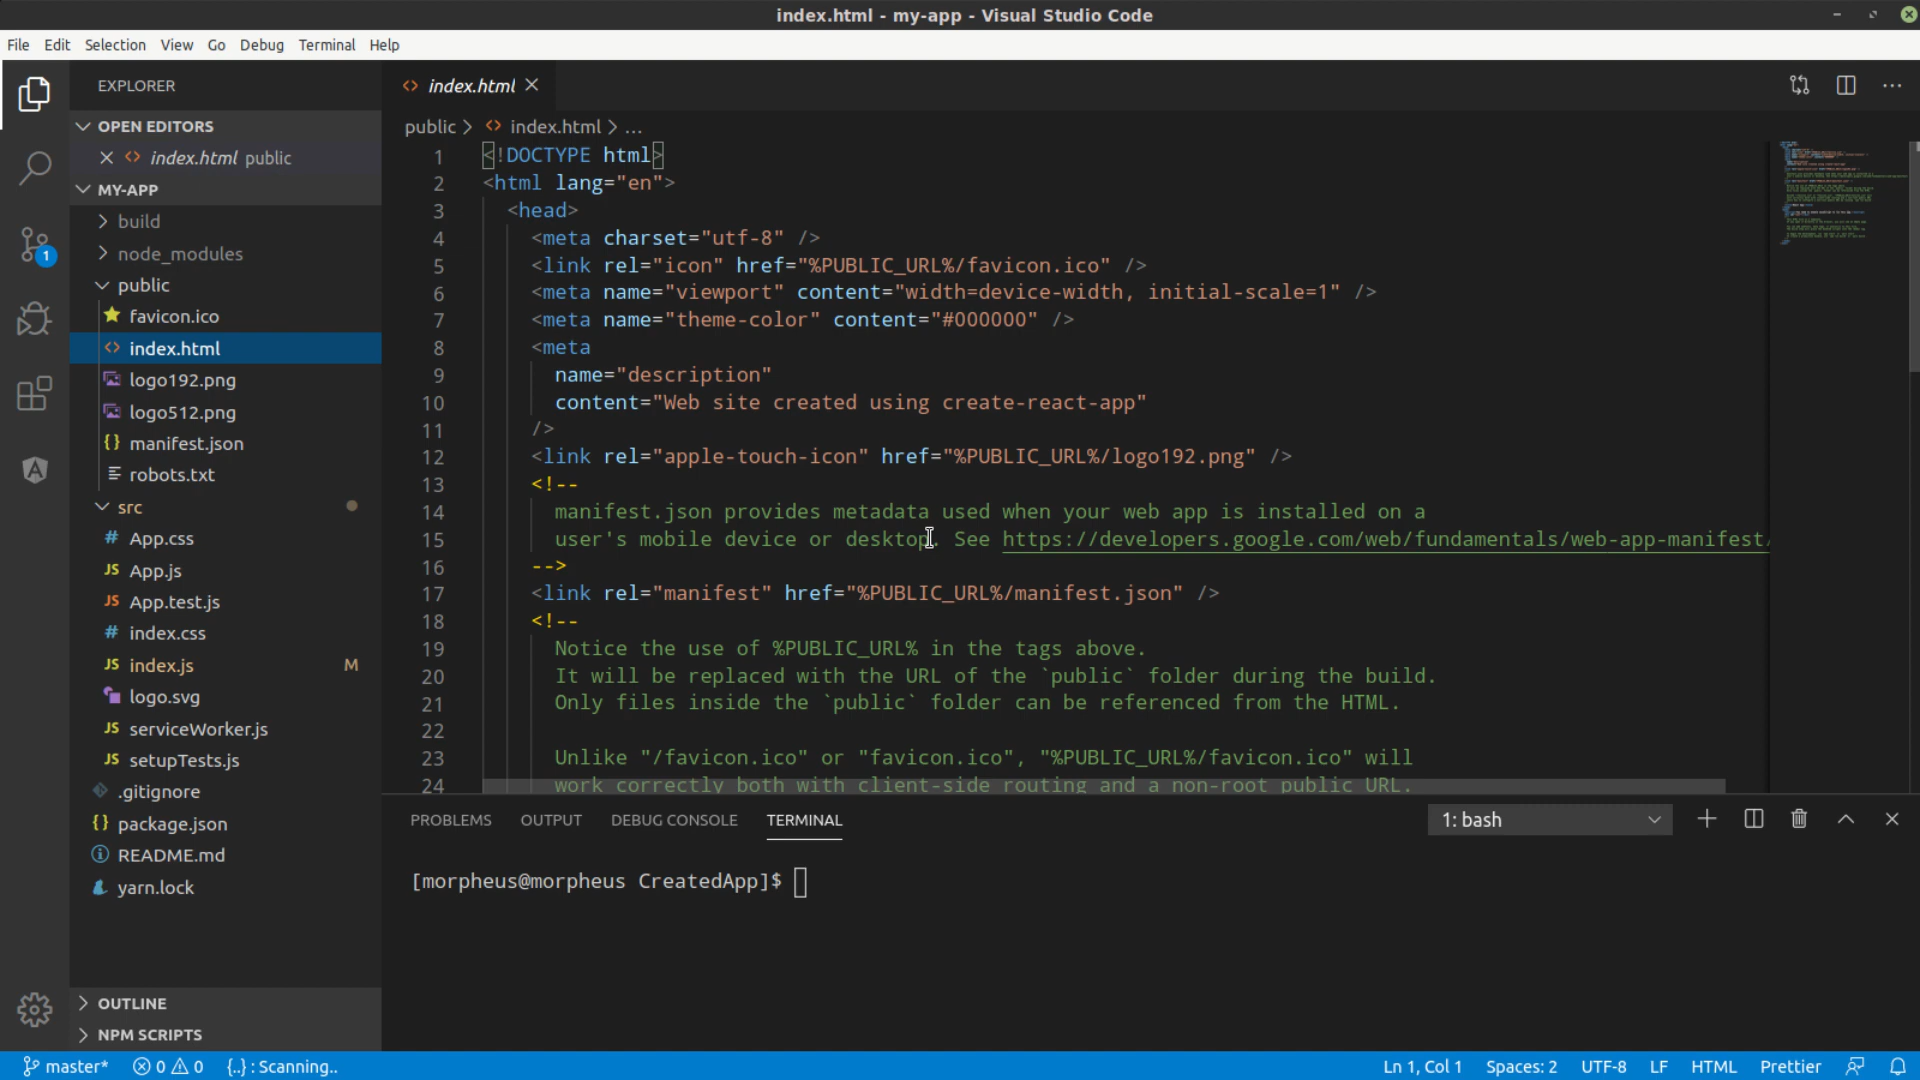 index.html - my-app - Visual Studio Code
File Edit Selection View Go Debug Terminal Help
EXPLORER
OPEN EDITORS
index.html public
MY-APP
build
node_modules
public
favicon.ico
index.html
logo192.png
logo512.png
manifest.json
robots.txt
src
App.css
App.js
App.test.js
index.css
index.js M
logo.svg
serviceWorker.js
setupTests.js
.gitignore
package.json
README.md
yarn.lock
OUTLINE
NPM SCRIPTS
1
index.html
public > index.html > ...
1 <!DOCTYPE html>
2 <html lang="en">
3 <head>
4 <meta charset="utf-8" />
5 <link rel="icon" href="%PUBLIC_URL%/favicon.ico" />
6 <meta name="viewport" content="width=device-width, initial-scale=1" />
7 <meta name="theme-color" content="#000000" />
8 <meta
9 name="description"
10 content="Web site created using create-react-app"
11 />
12 <link rel="apple-touch-icon" href="%PUBLIC_URL%/logo192.png" />
13 <!--
14 manifest.json provides metadata used when your web app is installed on a
15 user's mobile device or desktop. See https://developers.google.com/web/fundamentals/web-app-manifest/
16 -->
17 <link rel="manifest" href="%PUBLIC_URL%/manifest.json" />
18 <!--
19 Notice the use of %PUBLIC_URL% in the tags above.
20 It will be replaced with the URL of the `public` folder during the build.
21 Only files inside the `public` folder can be referenced from the HTML.
22
23 Unlike "/favicon.ico" or "favicon.ico", "%PUBLIC_URL%/favicon.ico" will
24 work correctly both with client-side routing and a non-root public URL.
PROBLEMS OUTPUT DEBUG CONSOLE TERMINAL 1: bash
[morpheus@morpheus CreatedApp]$
master* 0 0 {..} : Scanning.. Ln 1, Col 1 Spaces: 2 UTF-8 LF HTML Prettier